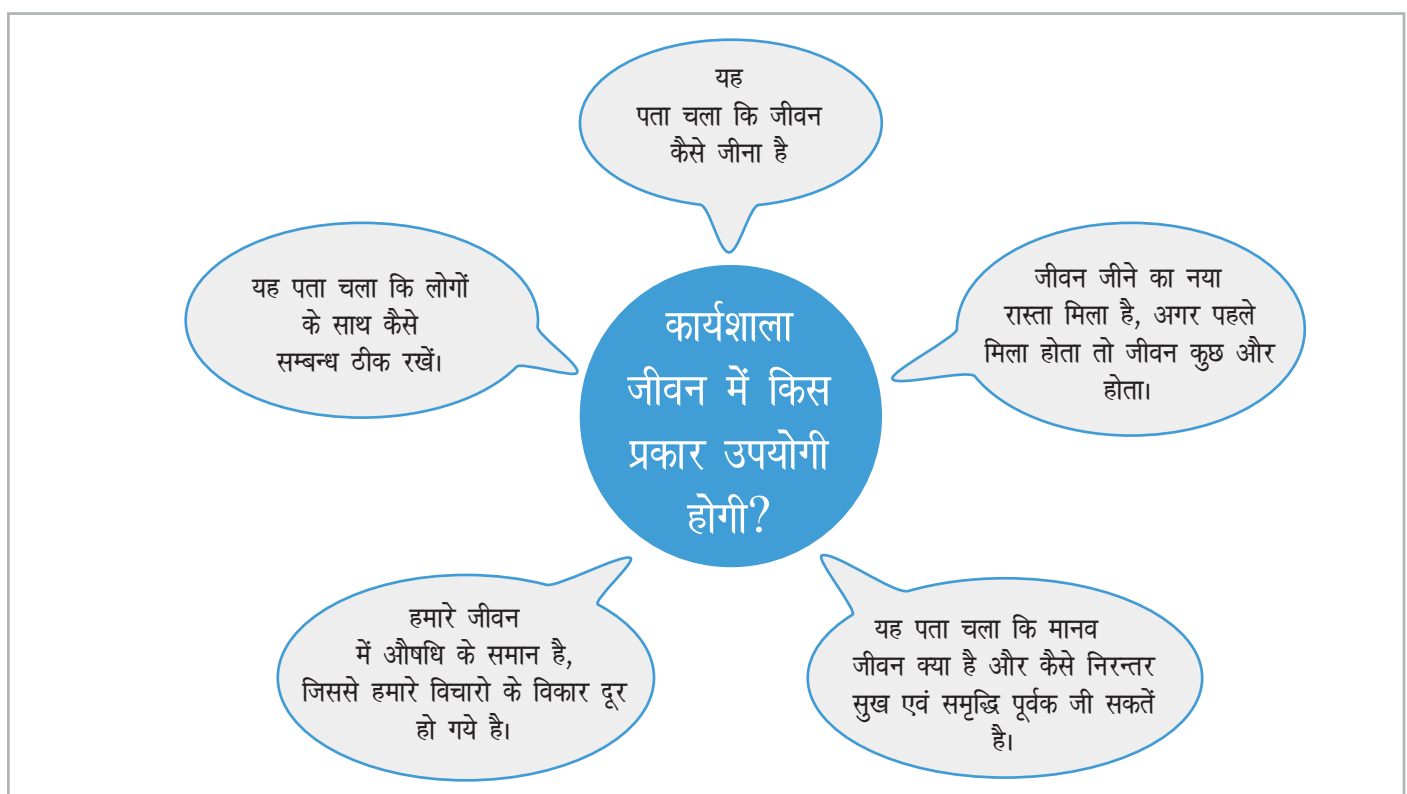 यह
पता चला कि जीवन
कैसे जीना है
यह पता चला कि लोगों
के साथ कैसे
सम्बन्ध ठीक रखें।
जीवन जीने का नया
रास्ता मिला है, अगर पहले
मिला होता तो जीवन कुछ और
होता।
कार्यशाला
जीवन में किस
प्रकार उपयोगी
होगी?
हमारे जीवन
में औषधि के समान है,
जिससे हमारे विचारो के विकार दूर
हो गये है।
यह पता चला कि मानव
जीवन क्या है और कैसे निरन्तर
सुख एवं समृद्धि पूर्वक जी सकतें
है।